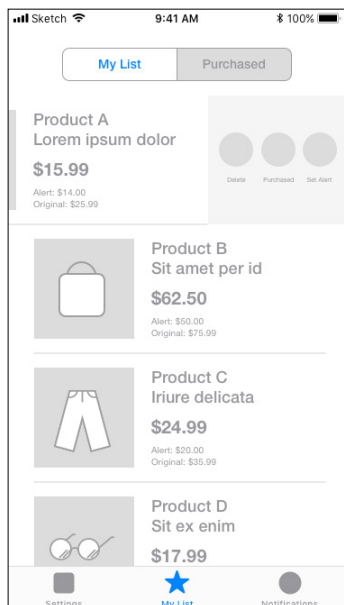 Sketch 9:41 AM 100%
My List Purchased
Product A
Lorem ipsum dolor
$15.99
Alert: $14.00
Original: $25.99
Delete Purchased Set Alert
Product B
Sit amet per id
$62.50
Alert: $50.00
Original: $75.99
Product C
Iriure delicata
$24.99
Alert: $20.00
Original: $35.99
Product D
Sit ex enim
$17.99
Settings My List Notifications